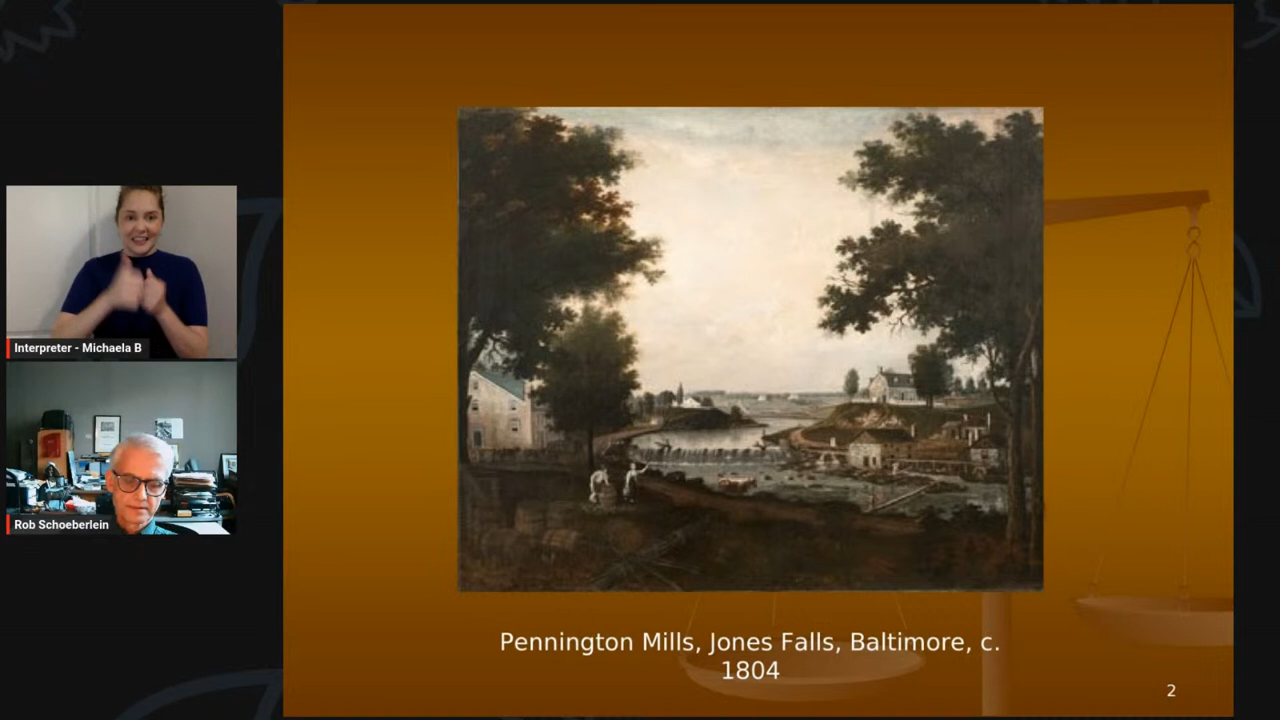 Interpreter - Michaela B
Rob Schoeberlein
Pennington Mills, Jones Falls, Baltimore, c.
1804
2